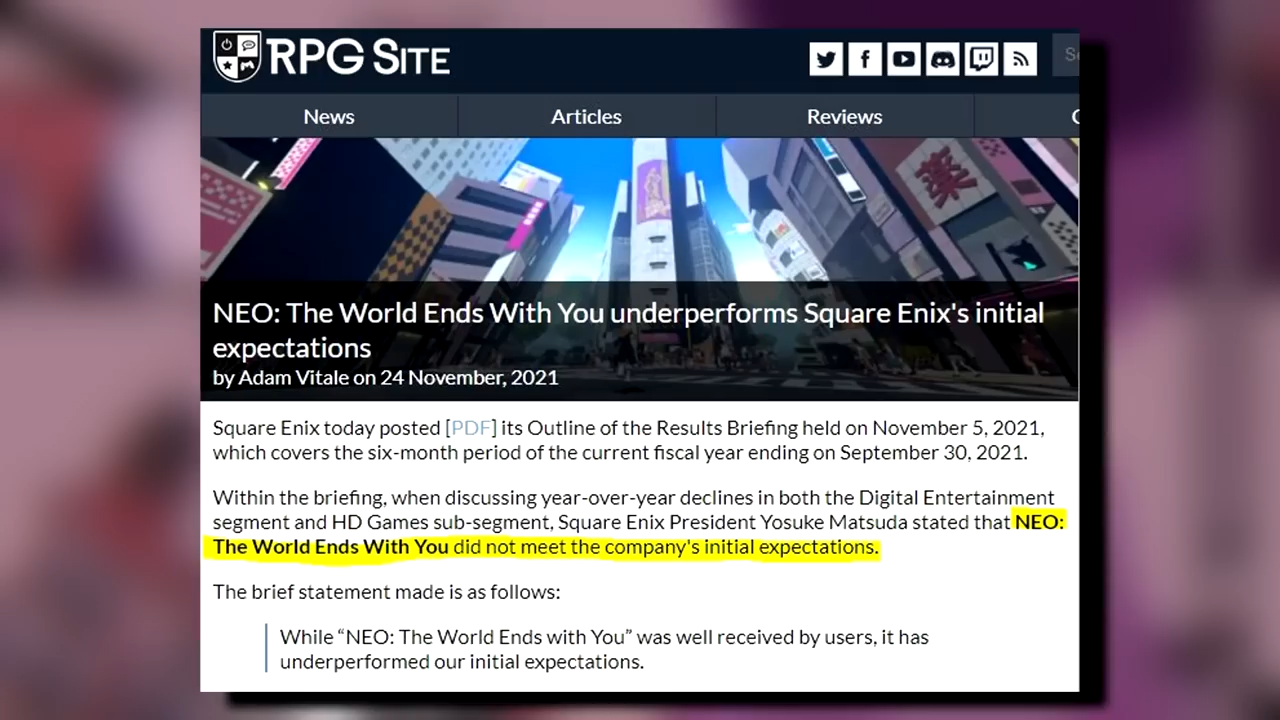 RPG SITE
Se
News
Articles
Reviews
薬
NEO: The World Ends With You underperforms Square Enix's initial
expectations
by Adam Vitale on 24 November, 2021
Square Enix today posted [PDF] its Outline of the Results Briefing held on November 5, 2021,
which covers the six-month period of the current fiscal year ending on September 30, 2021.
Within the briefing, when discussing year-over-year declines in both the Digital Entertainment
segment and HD Games sub-segment, Square Enix President Yosuke Matsuda stated that NEO:
The World Ends With You did not meet the company's initial expectations.
The brief statement made is as follows:
While “NEO: The World Ends with You” was well received by users, it has
underperformed our initial expectations.